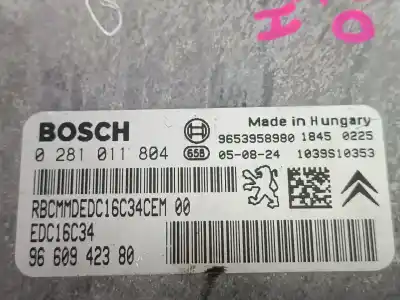 BOSCH
Made in Hungary
9653958980 1845 0225
0 281 011 804 658 05-08-24 1039S10353
RBCMMDEDC16C34CEM 00
EDC16C34
96 609 423 80